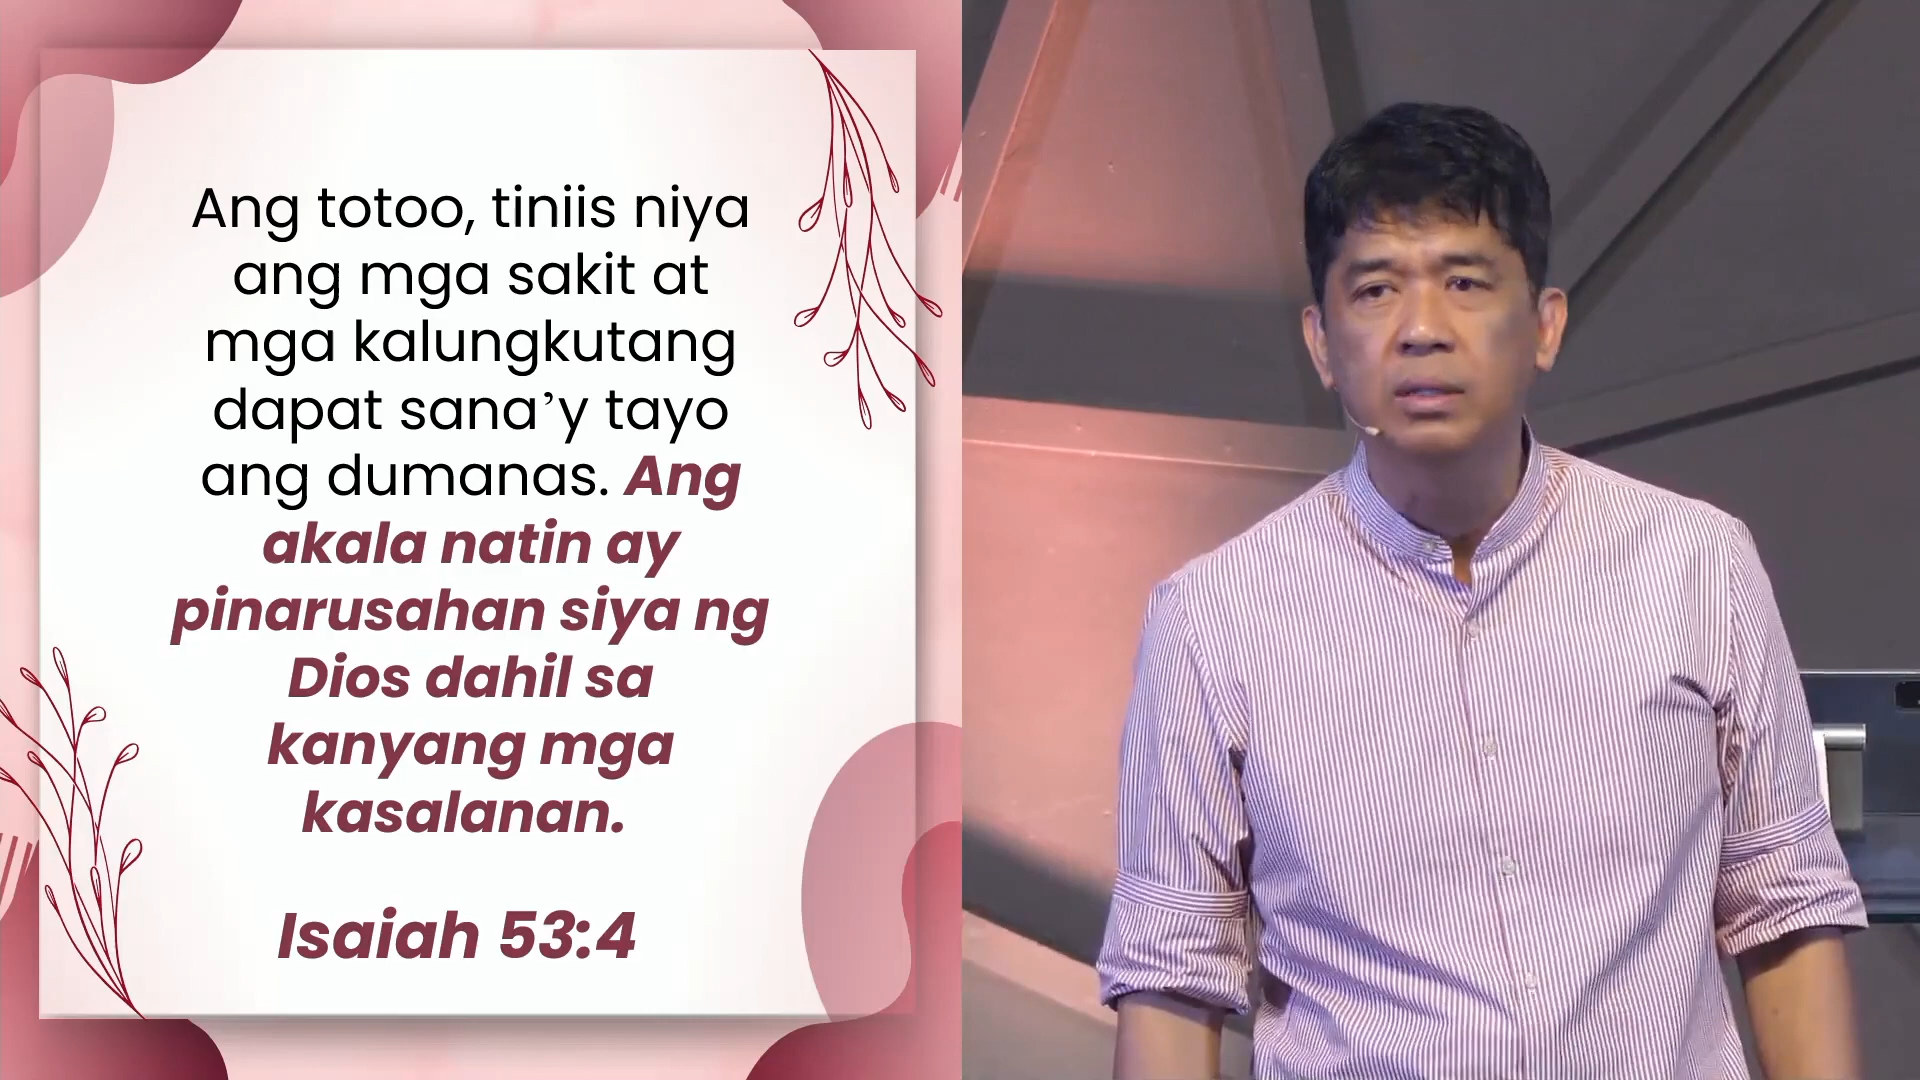 Ang totoo, tiniis niya
ang mga sakit at
mga kalungkutang
dapat sana’y tayo
ang dumanas. Ang
akala natin ay
pinarusahan siya ng
Dios dahil sa
kanyang mga
kasalanan.
Isaiah 53:4